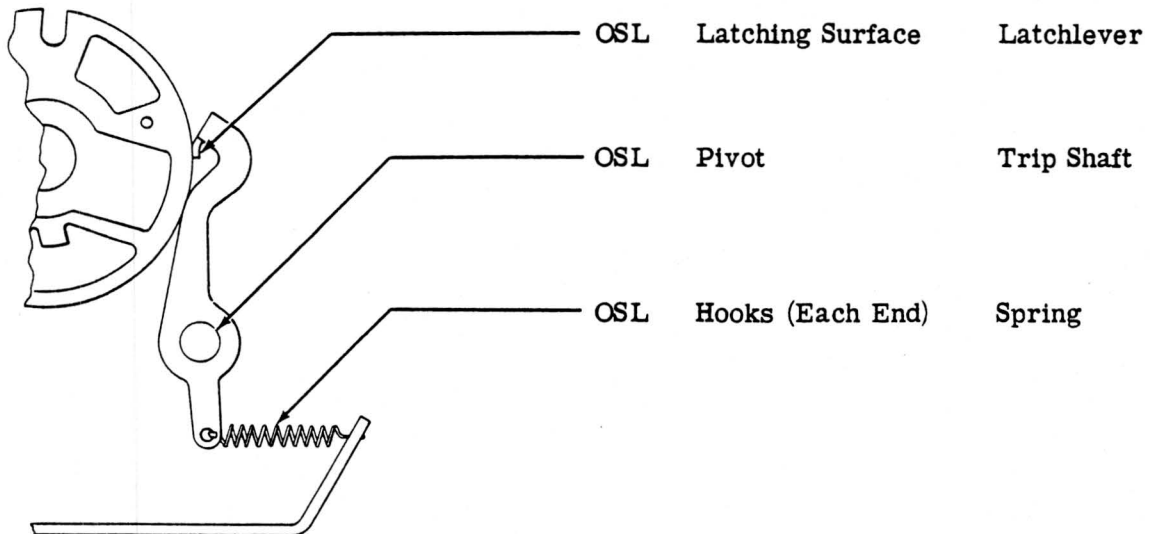 OSL Latching Surface Latchlever
OSL Pivot Trip Shaft
OSL Hooks (Each End) Spring